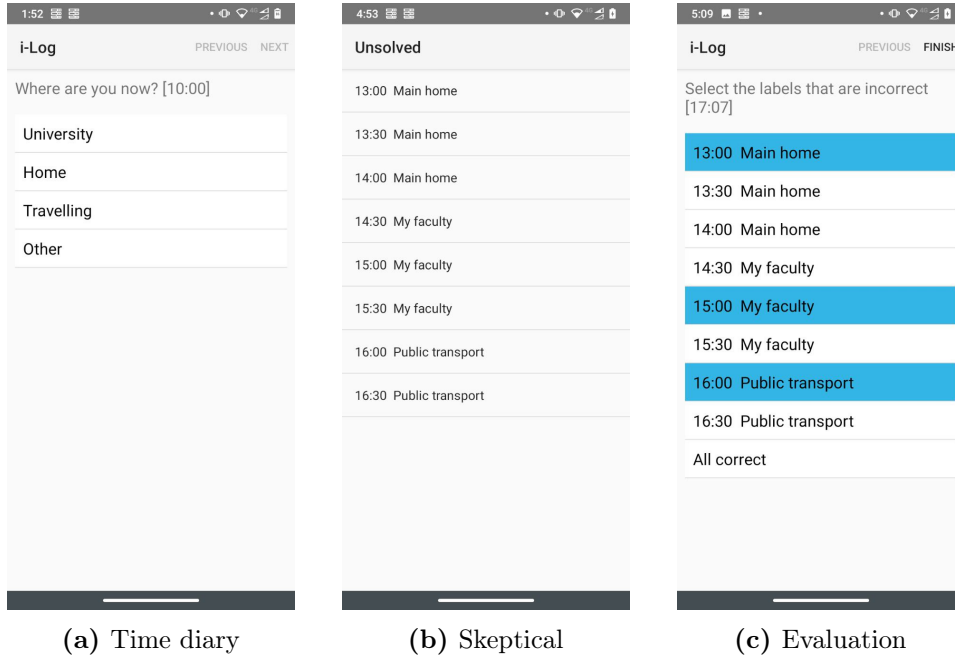 1:52
i-Log PREVIOUS NEXT
Where are you now? [10:00]
University
Home
Travelling
Other
(a) Time diary
4:53
Unsolved
13:00 Main home
13:30 Main home
14:00 Main home
14:30 My faculty
15:00 My faculty
15:30 My faculty
16:00 Public transport
16:30 Public transport
(b) Skeptical
5:09
i-Log PREVIOUS FINISH
Select the labels that are incorrect
[17:07]
13:00 Main home
13:30 Main home
14:00 Main home
14:30 My faculty
15:00 My faculty
15:30 My faculty
16:00 Public transport
16:30 Public transport
All correct
(c) Evaluation